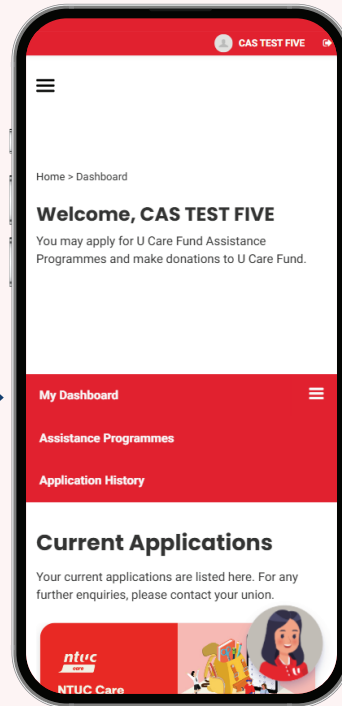 CAS TEST FIVE
Home > Dashboard
Welcome, CAS TEST FIVE
You may apply for U Care Fund Assistance
Programmes and make donations to U Care Fund.
My Dashboard
Assistance Programmes
Application History
Current Applications
Your current applications are listed here. For any
further enquiries, please contact your union.
ntuc
care
NTUC Care